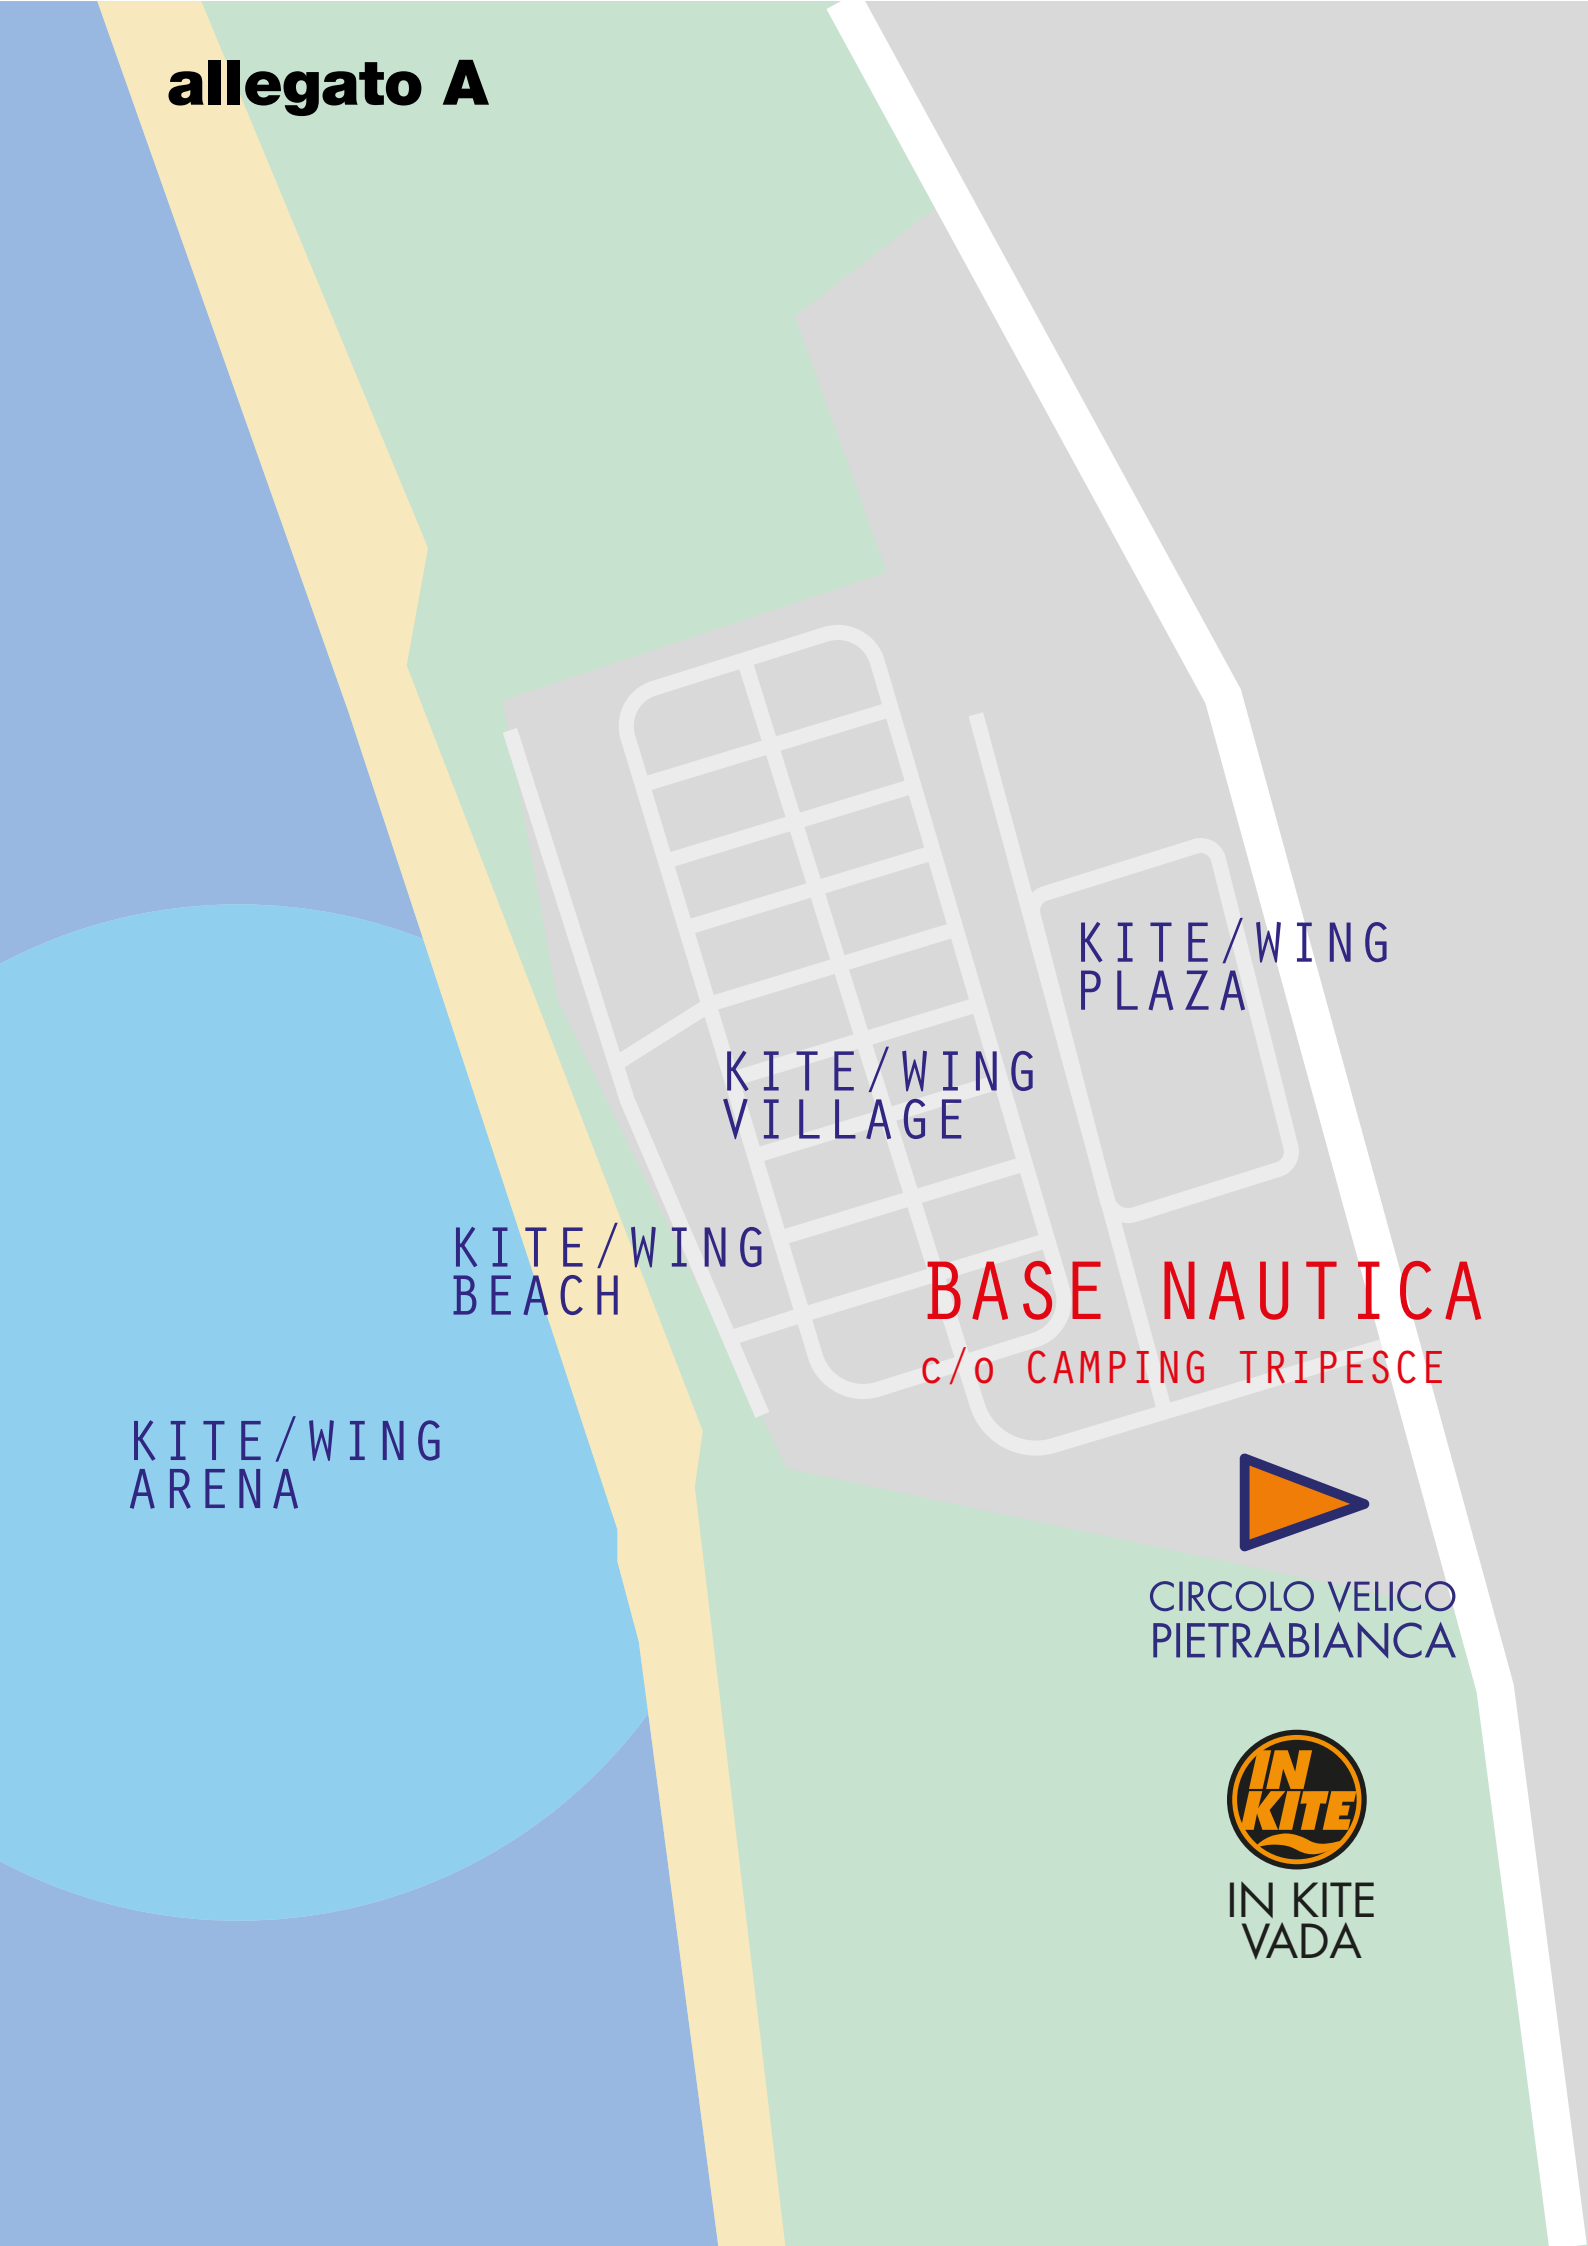 allegato A
KITE/WING
PLAZA
KITE/WING
VILLAGE
KITE/WING
BEACH
BASE NAUTICA
c/o CAMPING TRIPESCE
KITE/WING
ARENA
CIRCOLO VELICO
PIETRABIANCA
IN
KITE
IN KITE
VADA